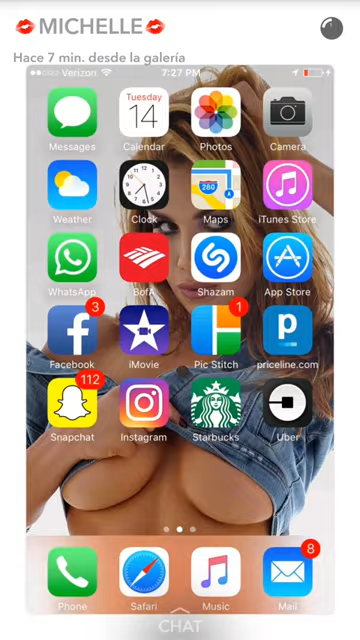 💋MICHELLE💋
Hace 7 min. desde la galería
Verizon 7:27 PM
Tuesday
14
280
Messages Calendar Photos Camera
Weather Clock Maps iTunes Store
WhatsApp BofA Shazam App Store
3 1
p
Facebook iMovie Pic Stitch priceline.com
112
Snapchat Instagram Starbucks Uber
8
Phone Safari Music Mail
CHAT